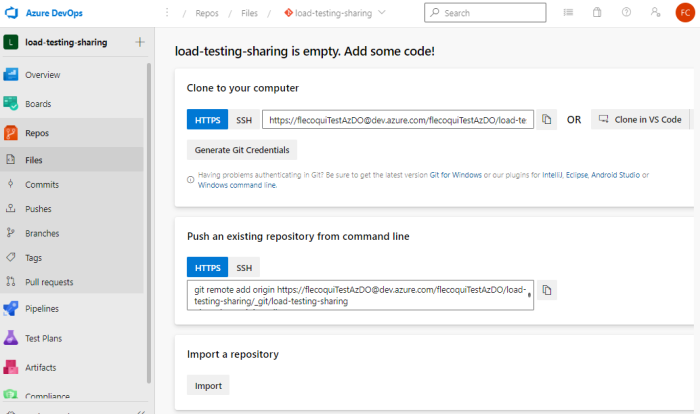 Azure DevOps
/ Repos / Files / load-testing-sharing
Search
FC
L load-testing-sharing
Overview
Boards
Repos
Files
Commits
Pushes
Branches
Tags
Pull requests
Pipelines
Test Plans
Artifacts
Compliance
load-testing-sharing is empty. Add some code!
Clone to your computer
HTTPS SSH https://flecoquiTestAzDO@dev.azure.com/flecoquiTestAzDO/load-te OR Clone in VS Code
Generate Git Credentials
Having problems authenticating in Git? Be sure to get the latest version Git for Windows or our plugins for IntelliJ, Eclipse, Android Studio or
Windows command line.
Push an existing repository from command line
HTTPS SSH
git remote add origin https://flecoquiTestAzDO@dev.azure.com/flecoquiTestAzDO/load-
testing-sharing/_git/load-testing-sharing
Import a repository
Import